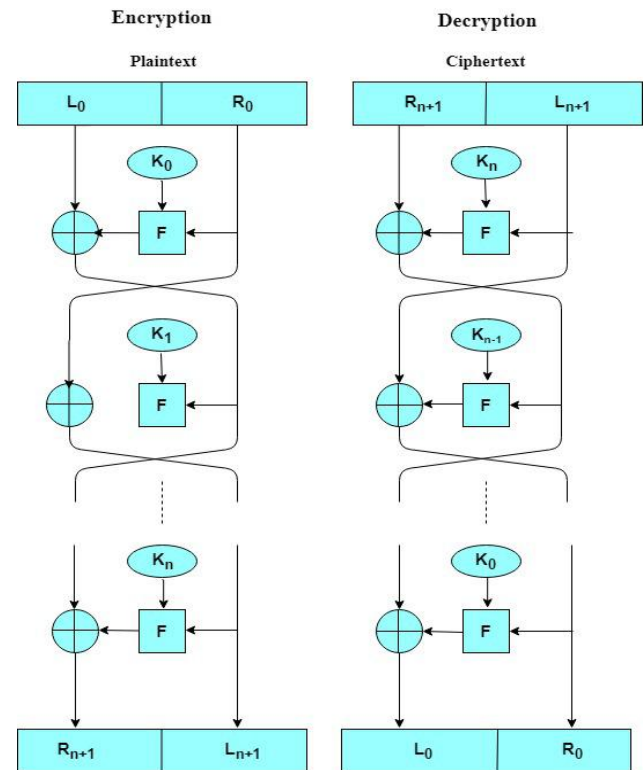 Encryption
Plaintext
L0 R0
K0
F
K1
F
Kn
F
Rn+1 Ln+1
Decryption
Ciphertext
Rn+1 Ln+1
Kn
F
Kn-1
F
K0
F
L0 R0